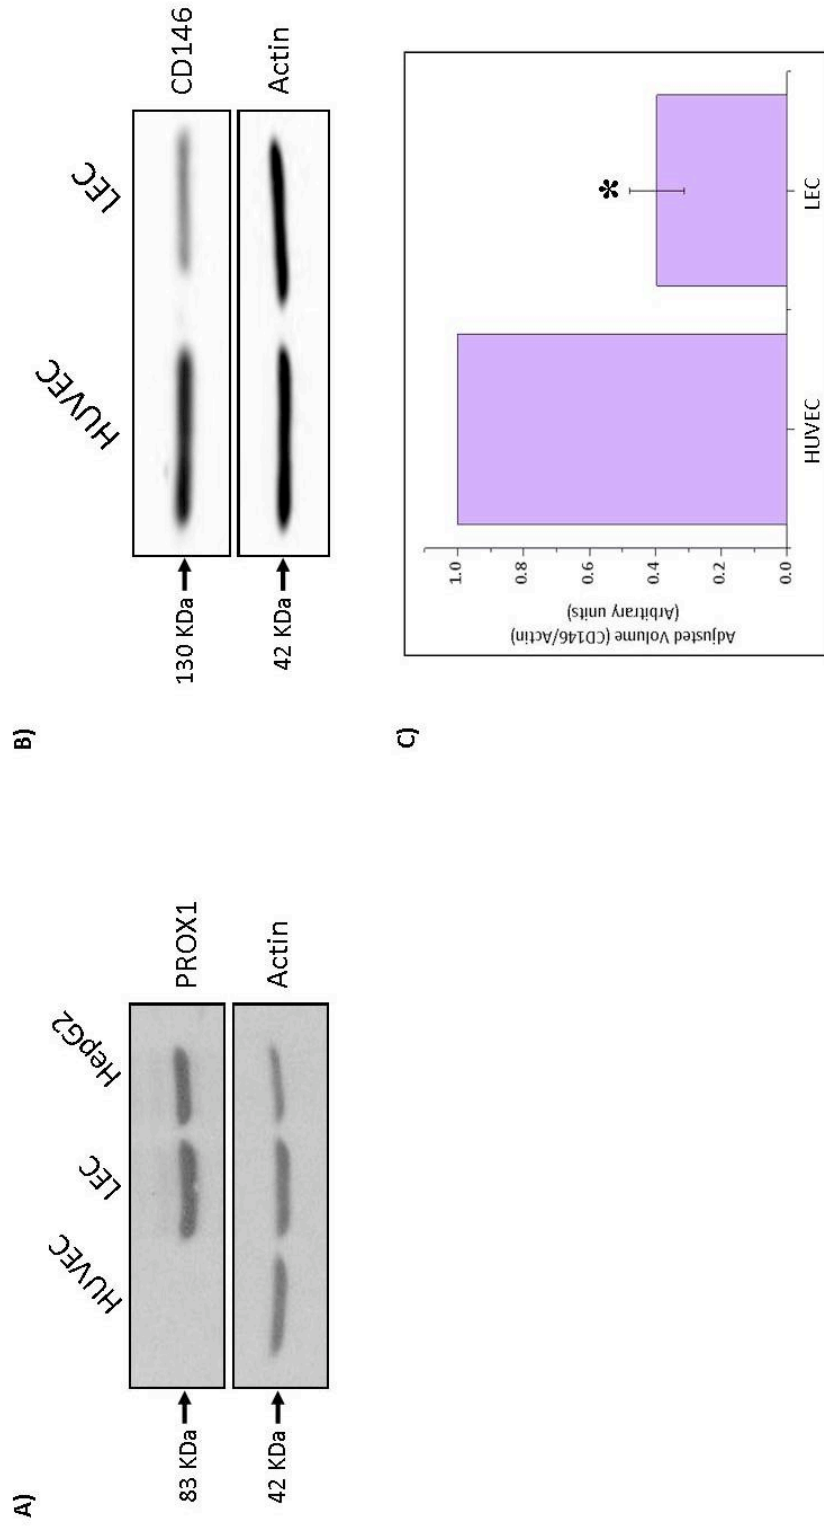 A)
HUVEC LEC HepG2
83 KDa PROX1
42 KDa Actin
B)
HUVEC LEC
130 KDa CD146
42 KDa Actin
C)
Adjusted Volume (CD146/Actin)
(Arbitrary units)
1.0
0.8
0.6
0.4
0.2
0.0
*
HUVEC LEC